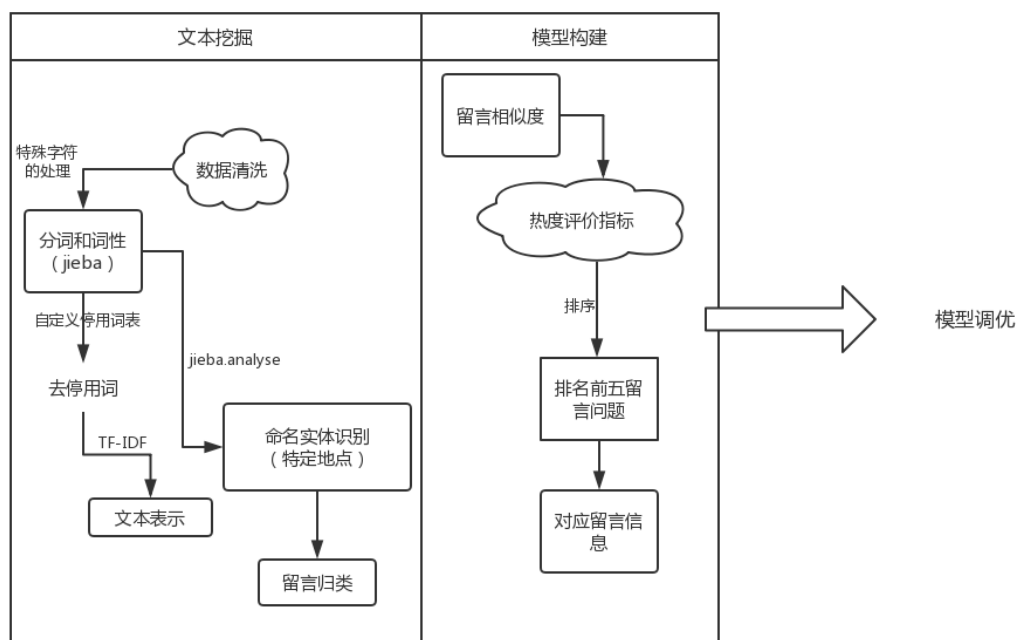 文本挖掘
模型构建
特殊字符
的处理
数据清洗
分词和词性
（jieba）
自定义停用词表
jieba.analyse
去停用词
TF-IDF
文本表示
命名实体识别
（特定地点）
留言归类
留言相似度
热度评价指标
排序
排名前五留
言问题
对应留言信
息
模型调优